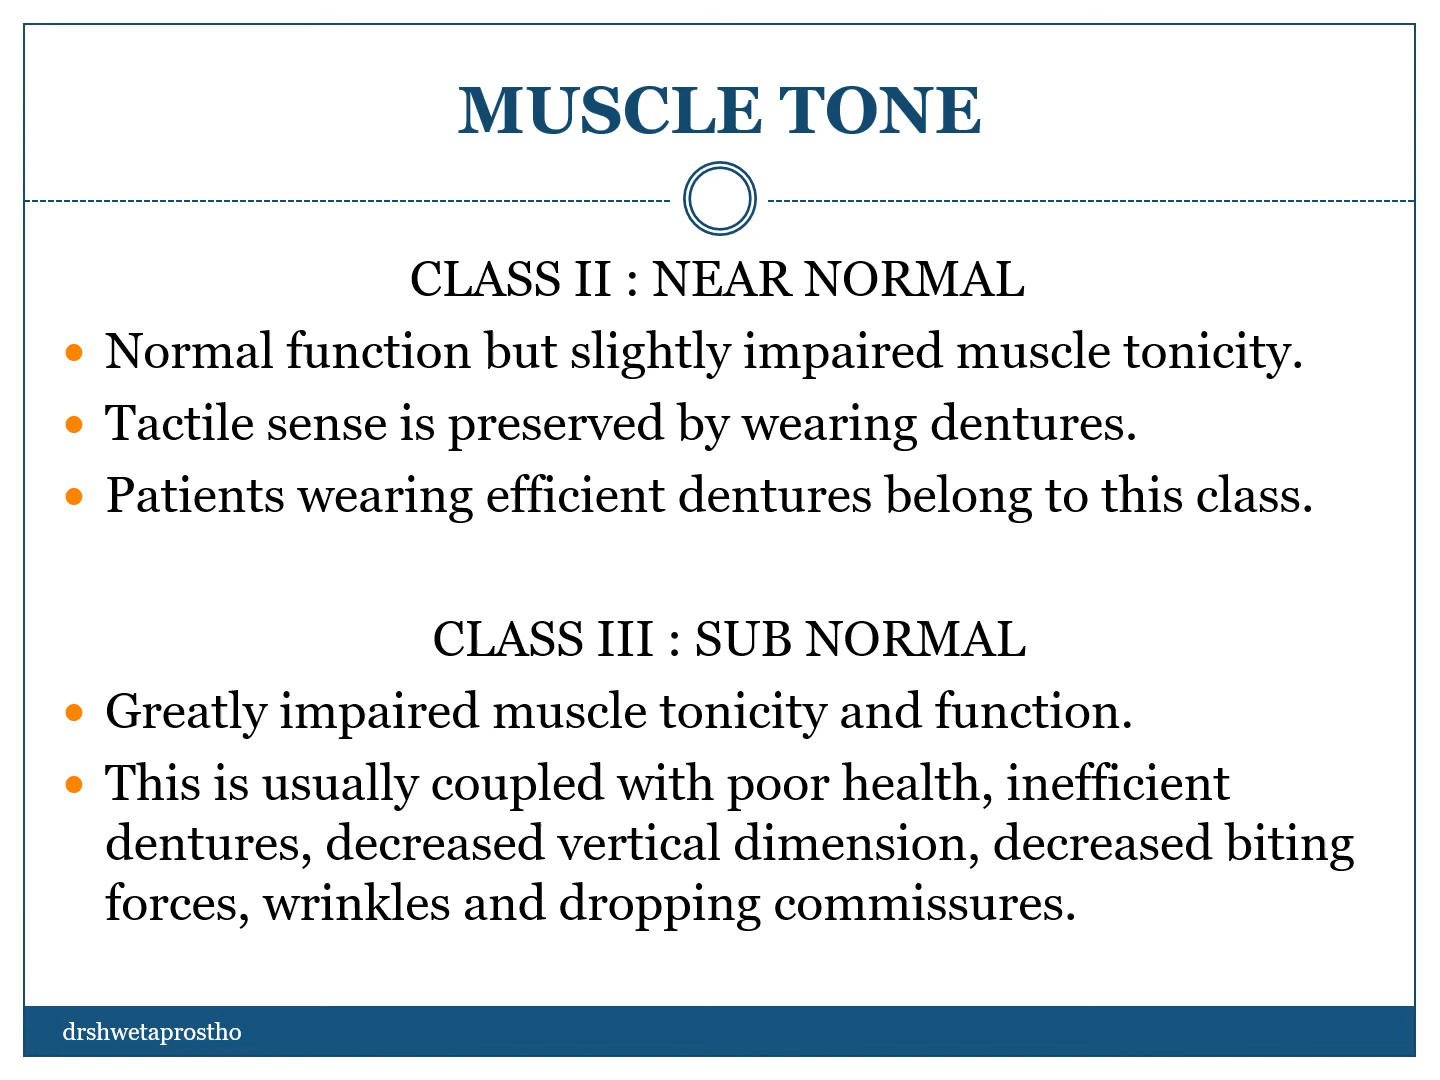 MUSCLE TONE
CLASS II : NEAR NORMAL
• Normal function but slightly impaired muscle tonicity.
• Tactile sense is preserved by wearing dentures.
• Patients wearing efficient dentures belong to this class.
CLASS III : SUB NORMAL
• Greatly impaired muscle tonicity and function.
• This is usually coupled with poor health, inefficient
dentures, decreased vertical dimension, decreased biting
forces, wrinkles and dropping commissures.
drshwetaprostho